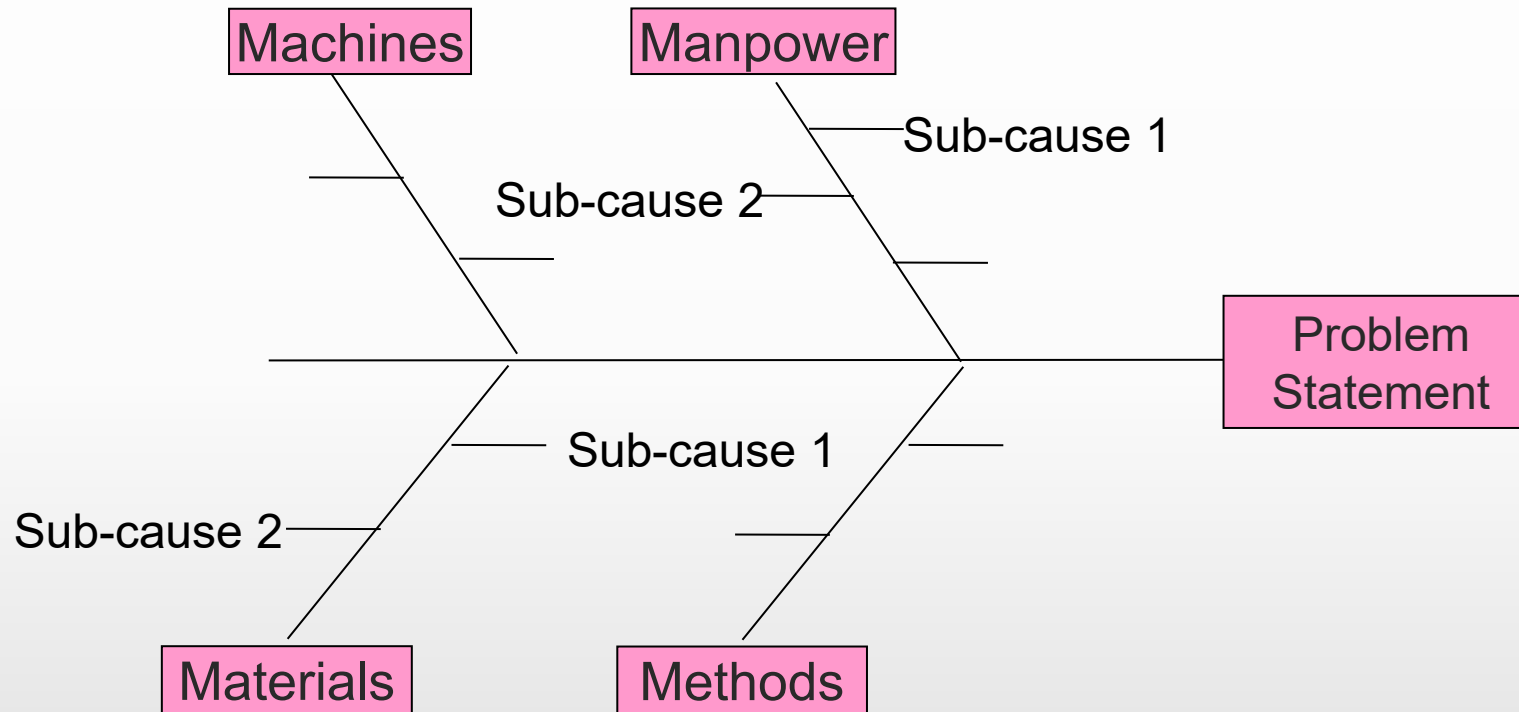 Machines
Manpower
Sub-cause 1
Sub-cause 2
Problem
Statement
Sub-cause 1
Sub-cause 2
Materials
Methods